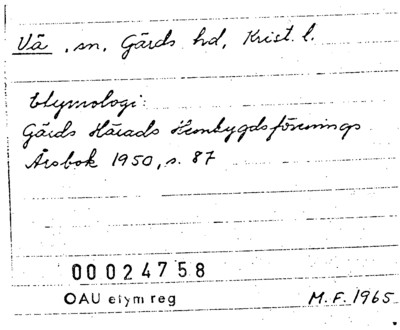 Vä, sn, Gärds hd, Krist. l.
Etymologi:
Gärds Härads Hembygdsförenings
Årsbok 1950, s. 87
00024758
OAU etym reg
M.F. 1965